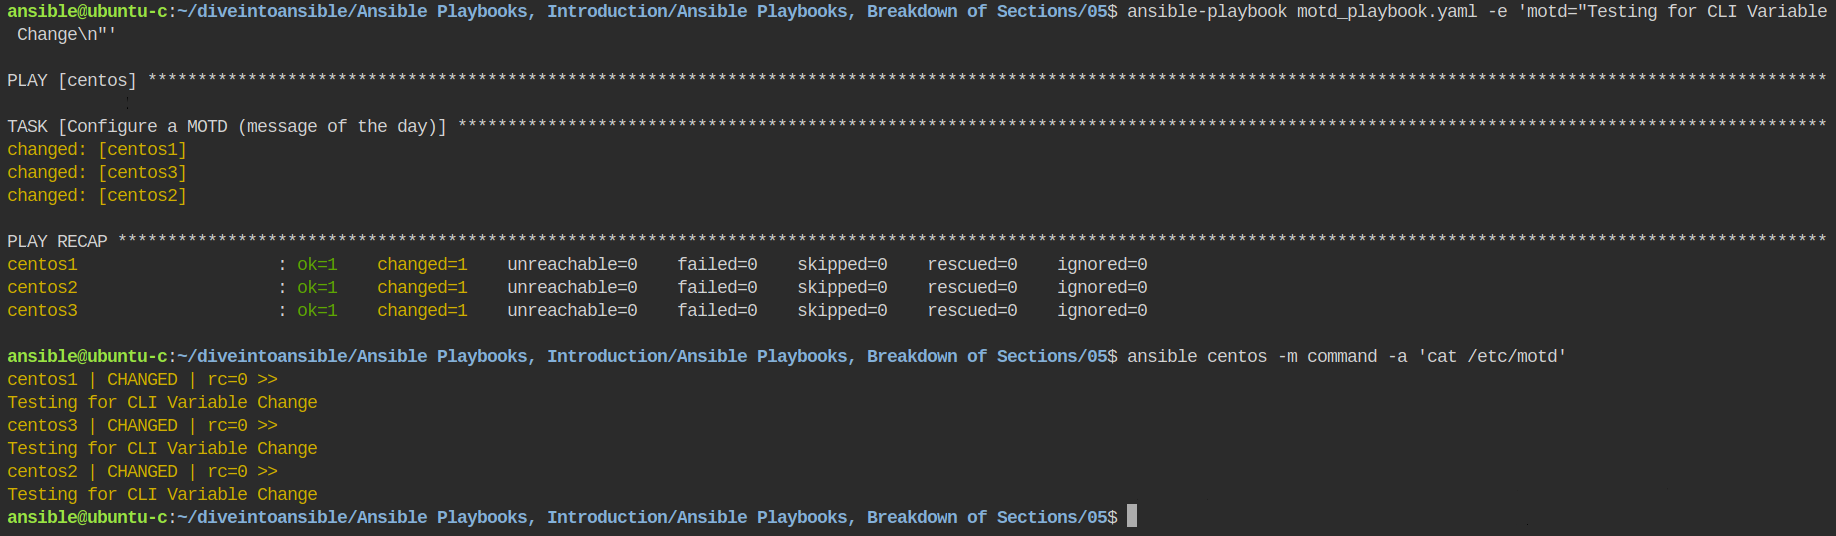 ansible@ubuntu-c:~/diveintoansible/Ansible Playbooks, Introduction/Ansible Playbooks, Breakdown of Sections/05$ ansible-playbook motd_playbook.yaml -e 'motd="Testing for CLI Variable
 Change\n"'
PLAY [centos] ************************************************************************************************************************************************************************
TASK [Configure a MOTD (message of the day)] *****************************************************************************************************************************************
changed: [centos1]
changed: [centos3]
changed: [centos2]
PLAY RECAP ***************************************************************************************************************************************************************************
centos1                    : ok=1    changed=1    unreachable=0    failed=0    skipped=0    rescued=0    ignored=0
centos2                    : ok=1    changed=1    unreachable=0    failed=0    skipped=0    rescued=0    ignored=0
centos3                    : ok=1    changed=1    unreachable=0    failed=0    skipped=0    rescued=0    ignored=0
ansible@ubuntu-c:~/diveintoansible/Ansible Playbooks, Introduction/Ansible Playbooks, Breakdown of Sections/05$ ansible centos -m command -a 'cat /etc/motd'
centos1 | CHANGED | rc=0 >>
Testing for CLI Variable Change
centos3 | CHANGED | rc=0 >>
Testing for CLI Variable Change
centos2 | CHANGED | rc=0 >>
Testing for CLI Variable Change
ansible@ubuntu-c:~/diveintoansible/Ansible Playbooks, Introduction/Ansible Playbooks, Breakdown of Sections/05$